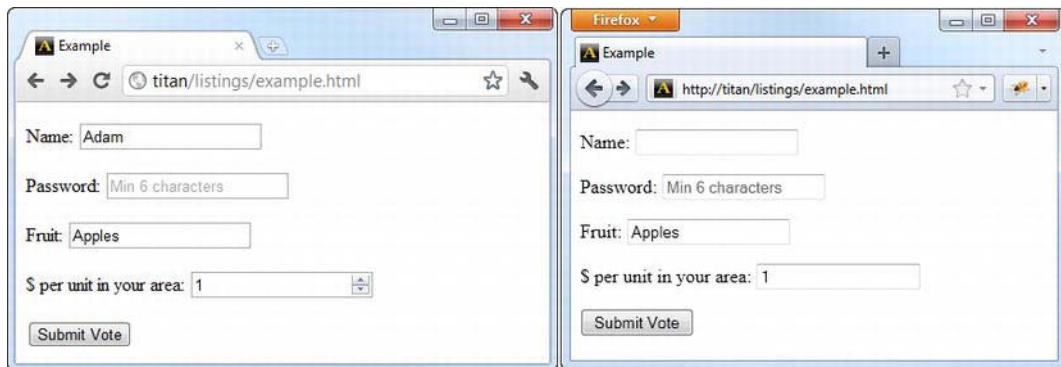 Example
titan/listings/example.html
Name: Adam
Password: Min 6 characters
Fruit: Apples
$ per unit in your area: 1
Submit Vote
Firefox
Example
http://titan/listings/example.html
Name:
Password: Min 6 characters
Fruit: Apples
$ per unit in your area: 1
Submit Vote